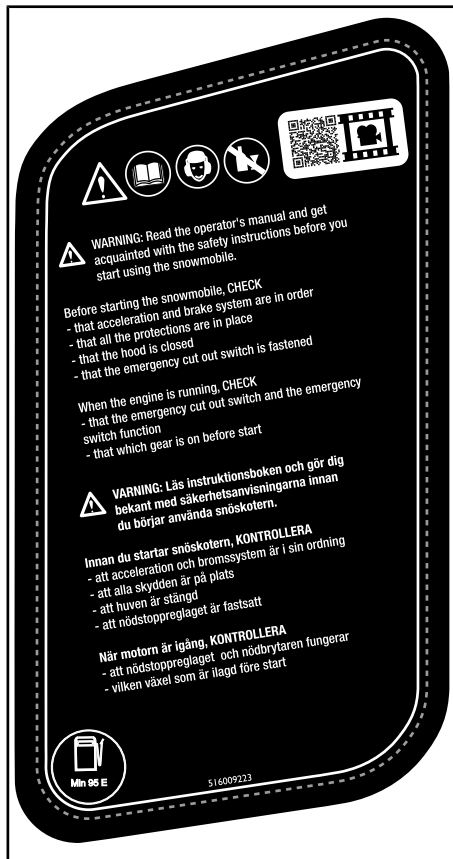 WARNING: Read the operator's manual and get
acquainted with the safety instructions before you
start using the snowmobile.
Before starting the snowmobile, CHECK
- that acceleration and brake system are in order
- that all the protections are in place
- that the hood is closed
- that the emergency cut out switch is fastened
When the engine is running, CHECK
- that the emergency cut out switch and the emergency
switch function
- that which gear is on before start
VARNING: Läs instruktionsboken och gör dig
bekant med säkerhetsanvisningarna innan
du börjar använda snöskotern.
Innan du startar snöskotern, KONTROLLERA
- att acceleration och bromssystem är i sin ordning
- att alla skydden är på plats
- att huven är stängd
- att nödstoppreglaget är fastsatt
När motorn är igång, KONTROLLERA
- att nödstoppreglaget och nödbrytaren fungerar
- vilken växel som är ilagd före start
Min 95 E
516009223